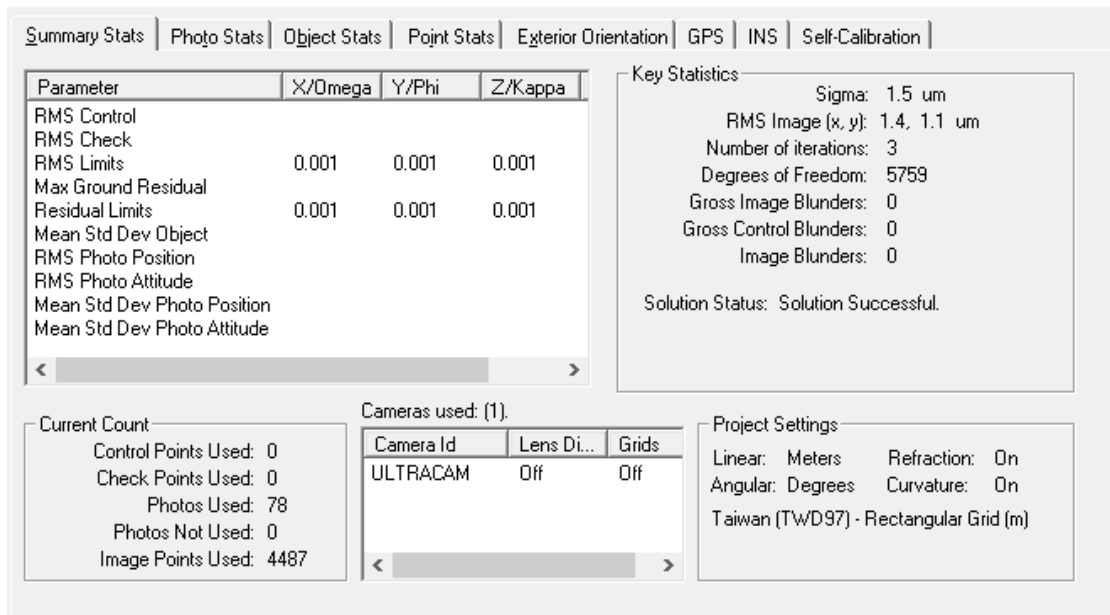 Summary Stats Photo Stats Object Stats Point Stats Exterior Orientation GPS INS Self-Calibration
Parameter X/Omega Y/Phi Z/Kappa
RMS Control
RMS Check
RMS Limits 0.001 0.001 0.001
Max Ground Residual
Residual Limits 0.001 0.001 0.001
Mean Std Dev Object
RMS Photo Position
RMS Photo Attitude
Mean Std Dev Photo Position
Mean Std Dev Photo Attitude
Key Statistics
Sigma: 1.5 um
RMS Image (x, y): 1.4, 1.1 um
Number of iterations: 3
Degrees of Freedom: 5759
Gross Image Blunders: 0
Gross Control Blunders: 0
Image Blunders: 0
Solution Status: Solution Successful.
Current Count
Control Points Used: 0
Check Points Used: 0
Photos Used: 78
Photos Not Used: 0
Image Points Used: 4487
Cameras used: (1).
Camera Id Lens Di... Grids
ULTRACAM Off Off
Project Settings
Linear: Meters Refraction: On
Angular: Degrees Curvature: On
Taiwan (TWD97) - Rectangular Grid (m)